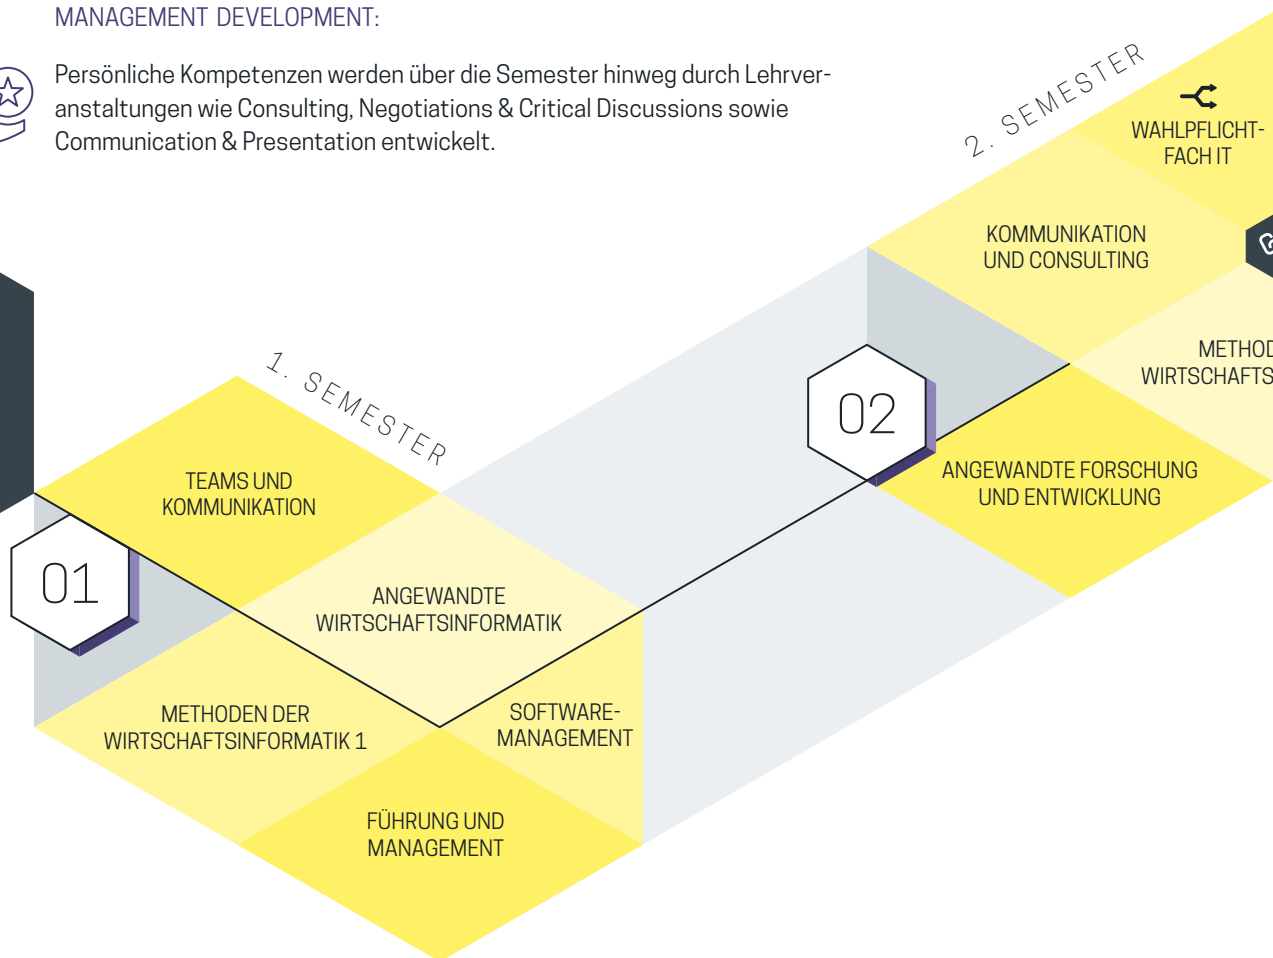 MANAGEMENT DEVELOPMENT:
Persönliche Kompetenzen werden über die Semester hinweg durch Lehrver-
anstaltungen wie Consulting, Negotiations & Critical Discussions sowie
Communication & Presentation entwickelt.
1. SEMESTER
01
TEAMS UND
KOMMUNIKATION
ANGEWANDTE
WIRTSCHAFTSINFORMATIK
METHODEN DER
WIRTSCHAFTSINFORMATIK 1
SOFTWARE-
MANAGEMENT
FÜHRUNG UND
MANAGEMENT
2. SEMESTER
02
WAHLPFLICHT-
FACH IT
KOMMUNIKATION
UND CONSULTING
METHOD
WIRTSCHAFTS
ANGEWANDTE FORSCHUNG
UND ENTWICKLUNG